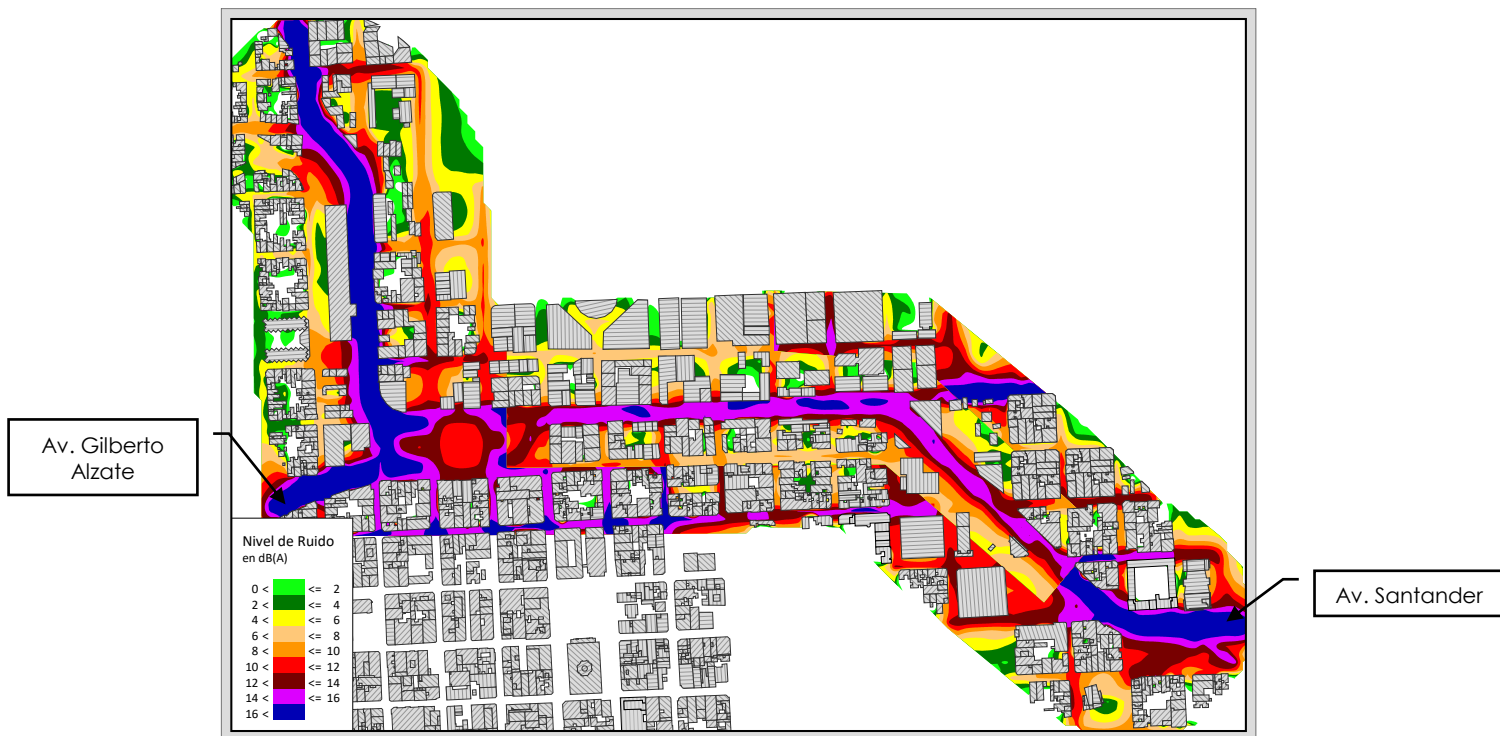 Av. Gilberto
Alzate
Nivel de Ruido
en dB(A)
0 < <= 2
2 < <= 4
4 < <= 6
6 < <= 8
8 < <= 10
10 < <= 12
12 < <= 14
14 < <= 16
16 <
Av. Santander